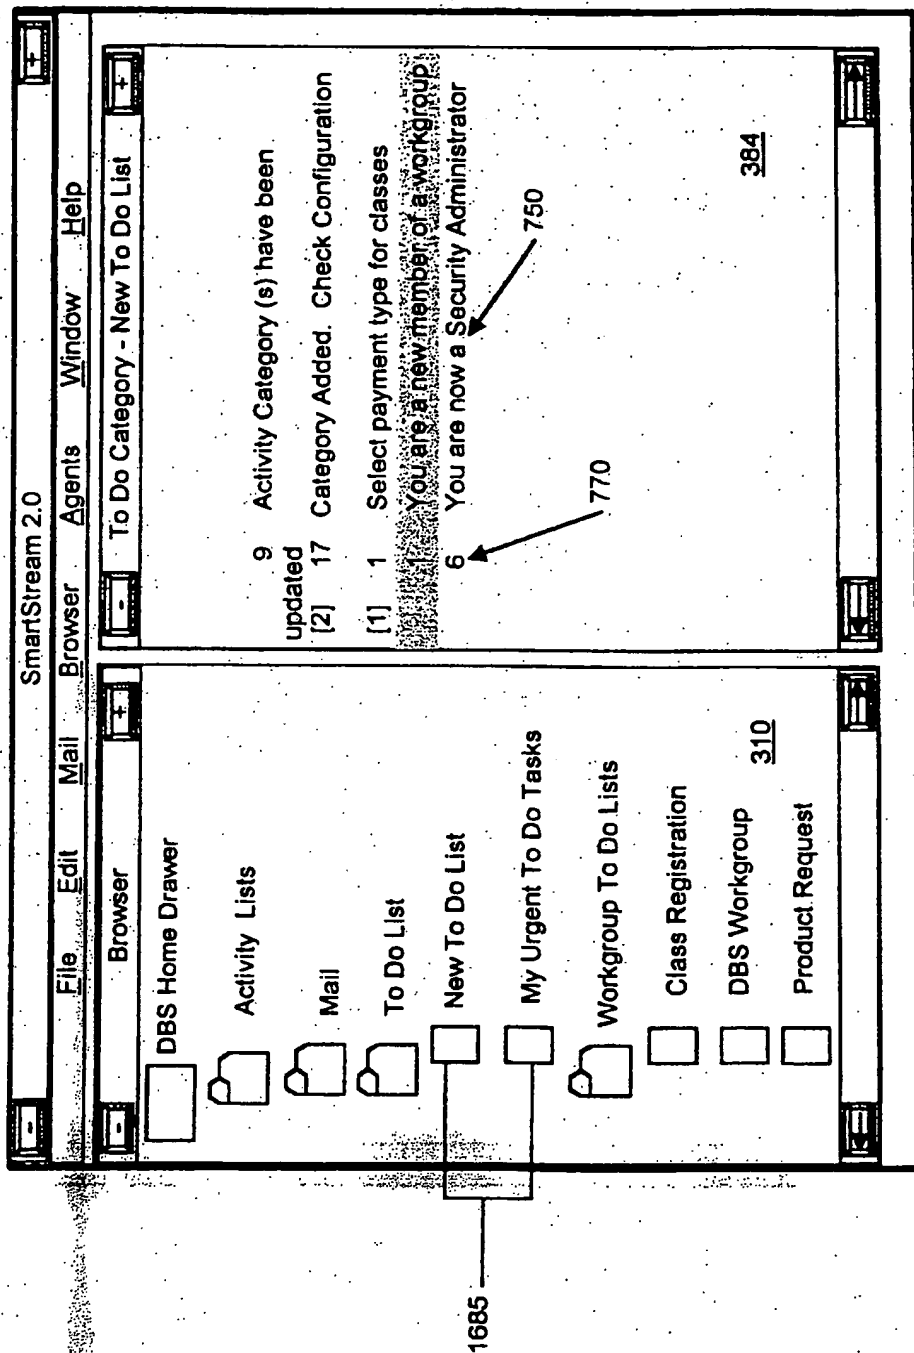 SmartStream 2.0
File Edit Mail Browser Agents Window Help
Browser
DBS Home Drawer
Activity Lists
Mail
To Do List
New To Do List
My Urgent To Do Tasks
Workgroup To Do Lists
Class Registration
DBS Workgroup
Product Request
310
1685
To Do Category - New To Do List
9 Activity Category (s) have been
updated
[2] 17 Category Added. Check Configuration
[1] 1 Select payment type for classes
1 You are a new member of a workgroup
6 You are now a Security Administrator
770
750
384